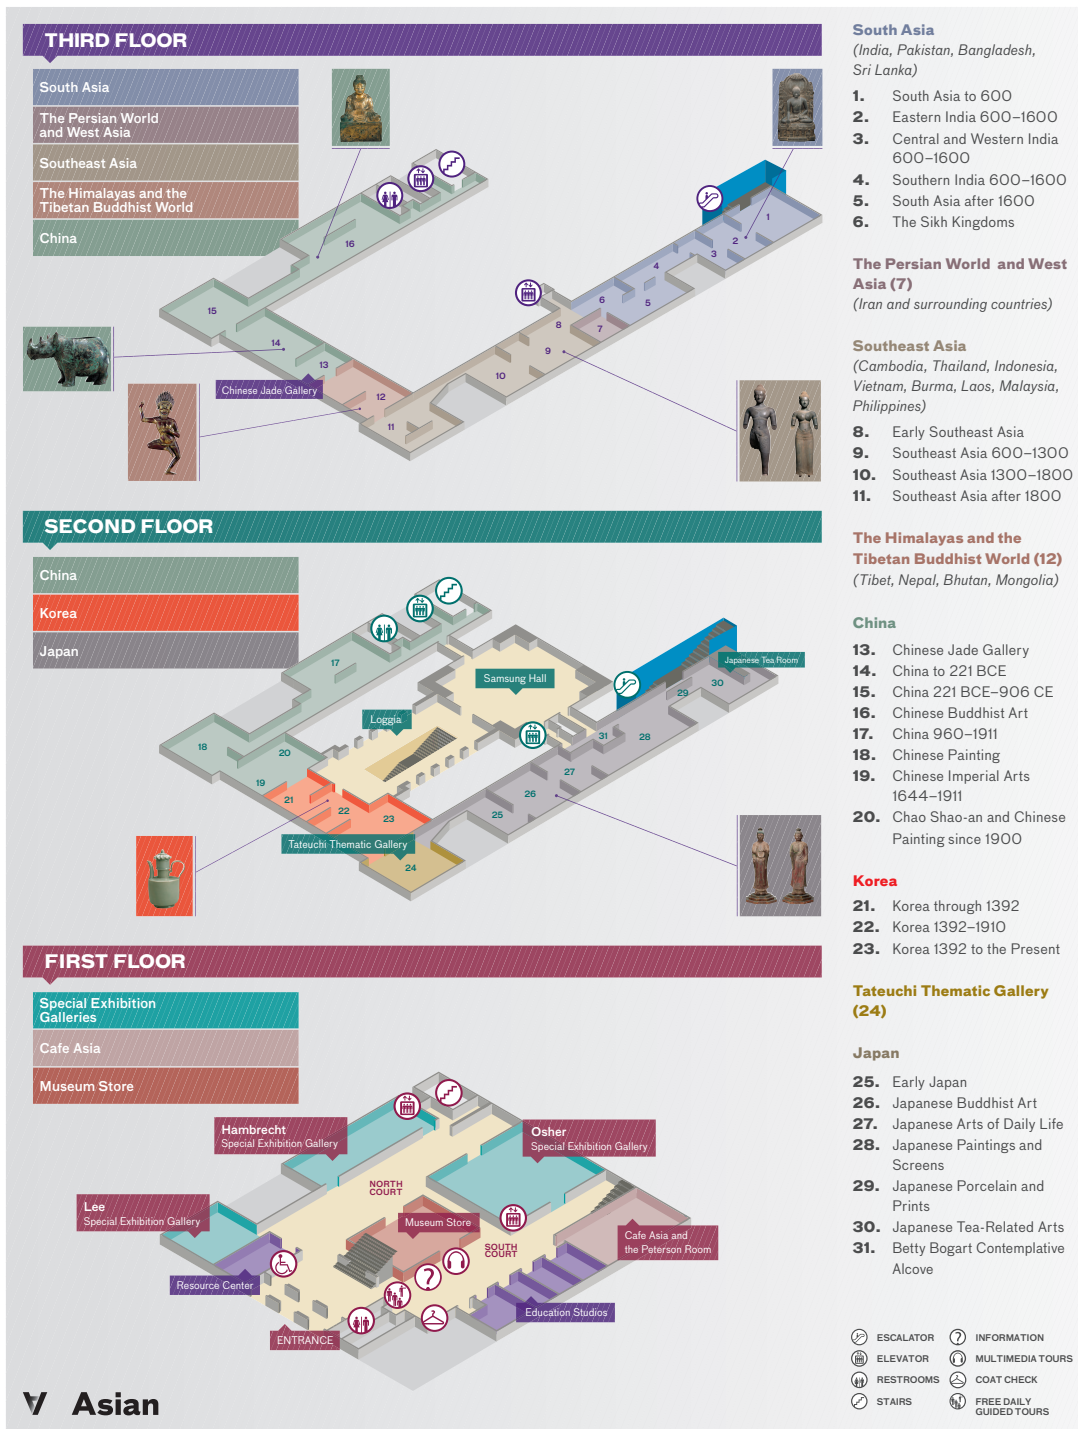 THIRD FLOOR
South Asia
The Persian World
and West Asia
Southeast Asia
The Himalayas and the
Tibetan Buddhist World
China
16
15
14
13
Chinese Jade Gallery
12
11
10
9
8
7
6
5
4
3
2
1
SECOND FLOOR
China
Korea
Japan
17
Samsung Hall
Japanese Tea Room
30
29
Loggia
18
20
31
28
19
27
21
26
22
23
25
Tateuchi Thematic Gallery
24
FIRST FLOOR
Special Exhibition
Galleries
Cafe Asia
Museum Store
Hambrecht
Special Exhibition Gallery
Osher
Special Exhibition Gallery
NORTH
COURT
Lee
Special Exhibition Gallery
Museum Store
SOUTH
COURT
Cafe Asia and
the Peterson Room
Resource Center
Education Studios
ENTRANCE
Asian
South Asia
(India, Pakistan, Bangladesh,
Sri Lanka)
1. South Asia to 600
2. Eastern India 600–1600
3. Central and Western India
600–1600
4. Southern India 600–1600
5. South Asia after 1600
6. The Sikh Kingdoms
The Persian World and West
Asia (7)
(Iran and surrounding countries)
Southeast Asia
(Cambodia, Thailand, Indonesia,
Vietnam, Burma, Laos, Malaysia,
Philippines)
8. Early Southeast Asia
9. Southeast Asia 600–1300
10. Southeast Asia 1300–1800
11. Southeast Asia after 1800
The Himalayas and the
Tibetan Buddhist World (12)
(Tibet, Nepal, Bhutan, Mongolia)
China
13. Chinese Jade Gallery
14. China to 221 BCE
15. China 221 BCE–906 CE
16. Chinese Buddhist Art
17. China 960–1911
18. Chinese Painting
19. Chinese Imperial Arts
1644–1911
20. Chao Shao-an and Chinese
Painting since 1900
Korea
21. Korea through 1392
22. Korea 1392–1910
23. Korea 1392 to the Present
Tateuchi Thematic Gallery
(24)
Japan
25. Early Japan
26. Japanese Buddhist Art
27. Japanese Arts of Daily Life
28. Japanese Paintings and
Screens
29. Japanese Porcelain and
Prints
30. Japanese Tea-Related Arts
31. Betty Bogart Contemplative
Alcove
ESCALATOR
ELEVATOR
RESTROOMS
STAIRS
? INFORMATION
MULTIMEDIA TOURS
COAT CHECK
FREE DAILY
GUIDED TOURS